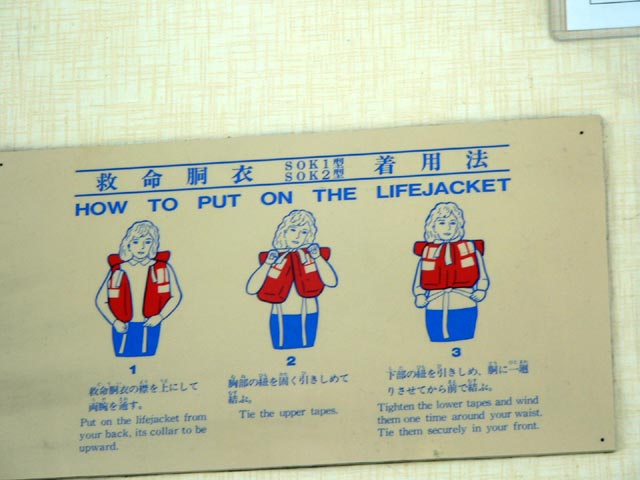 救命胴衣 SOK1型 SOK2型 着用法
HOW TO PUT ON THE LIFEJACKET
1
救命胴衣の襟を上にして
両腕を通す。
Put on the lifejacket from
your back, its collar to be
upward.
2
胸部の紐を固く引きしめて
結ぶ。
Tie the upper tapes.
3
下部の紐を引きしめ、胴に一廻
りさせてから前で結ぶ。
Tighten the lower tapes and wind
them one time around your waist.
Tie them securely in your front.